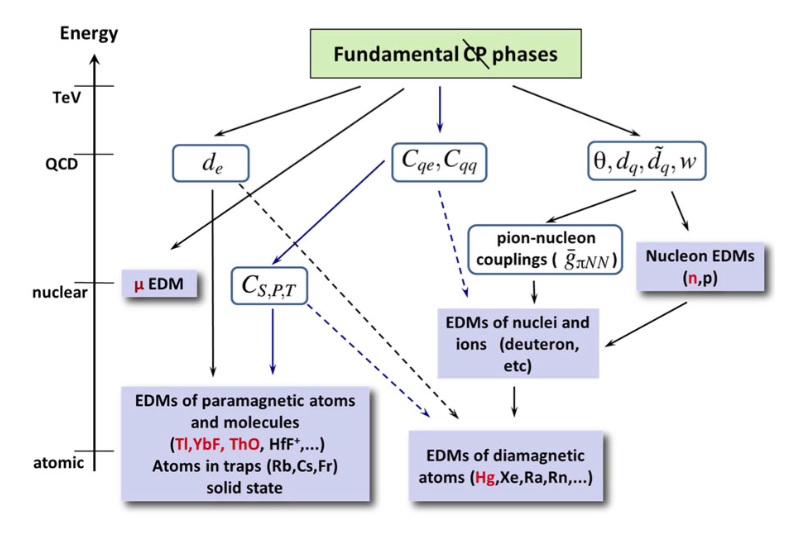 Energy
Fundamental CP phases
TeV
QCD
dₑ
C_qe, C_qq
θ, d_q, d̃_q, w
pion-nucleon
couplings ( ḡ_πNN)
Nucleon EDMs
(n,p)
μ EDM
nuclear
C_S,P,T
EDMs of nuclei and
ions (deuteron,
etc)
EDMs of paramagnetic atoms
and molecules
(Tl,YbF, ThO, HfF⁺,...)
Atoms in traps (Rb,Cs,Fr)
solid state
EDMs of diamagnetic
atoms (Hg,Xe,Ra,Rn,...)
atomic